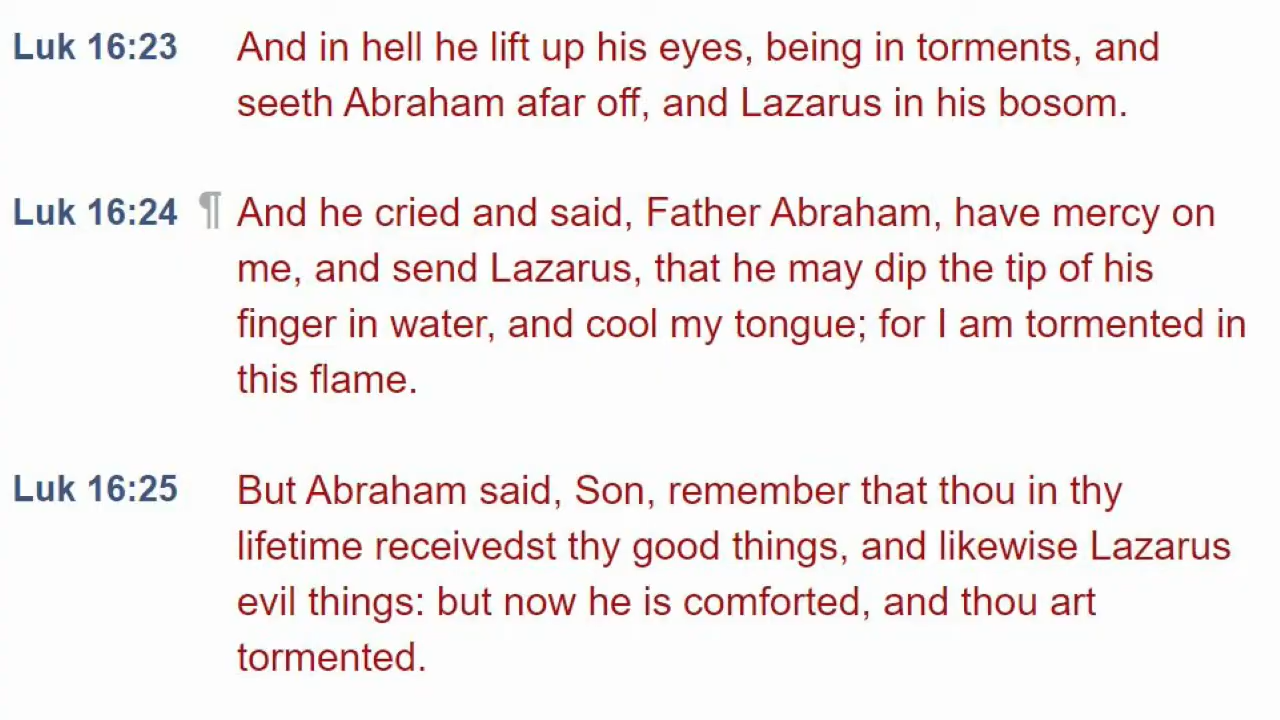 Luk 16:23 And in hell he lift up his eyes, being in torments, and
seeth Abraham afar off, and Lazarus in his bosom.
Luk 16:24 ¶ And he cried and said, Father Abraham, have mercy on
me, and send Lazarus, that he may dip the tip of his
finger in water, and cool my tongue; for I am tormented in
this flame.
Luk 16:25 But Abraham said, Son, remember that thou in thy
lifetime receivedst thy good things, and likewise Lazarus
evil things: but now he is comforted, and thou art
tormented.